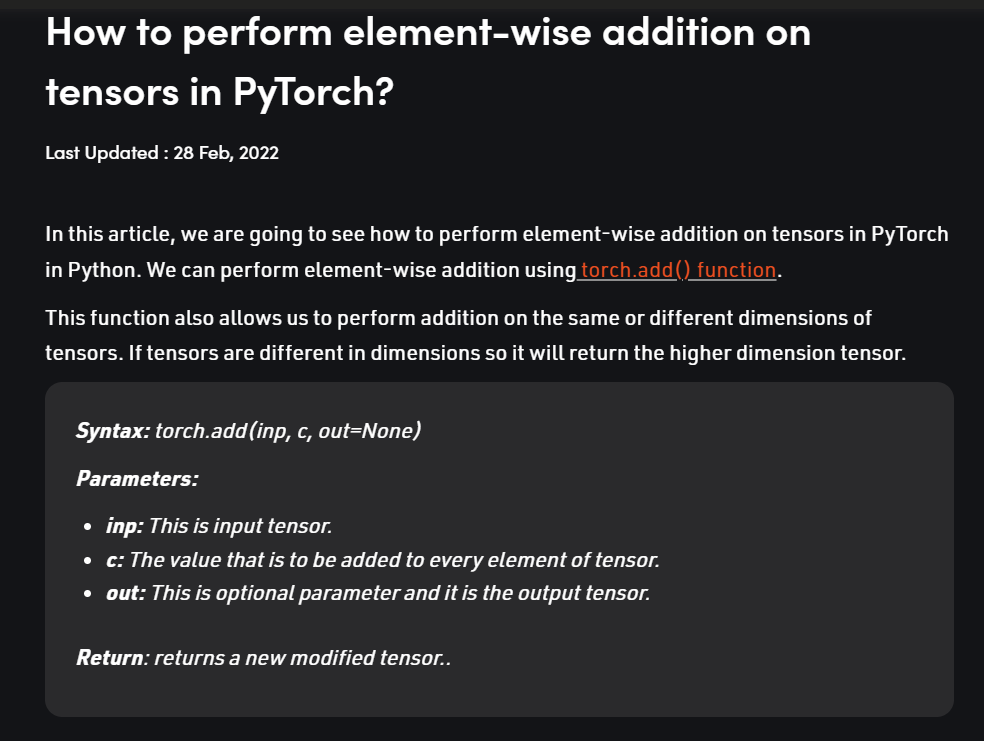 How to perform element-wise addition on
tensors in PyTorch?
Last Updated : 28 Feb, 2022
In this article, we are going to see how to perform element-wise addition on tensors in PyTorch
in Python. We can perform element-wise addition using torch.add() function.
This function also allows us to perform addition on the same or different dimensions of
tensors. If tensors are different in dimensions so it will return the higher dimension tensor.
Syntax: torch.add(inp, c, out=None)
Parameters:
• inp: This is input tensor.
• c: The value that is to be added to every element of tensor.
• out: This is optional parameter and it is the output tensor.
Return: returns a new modified tensor..